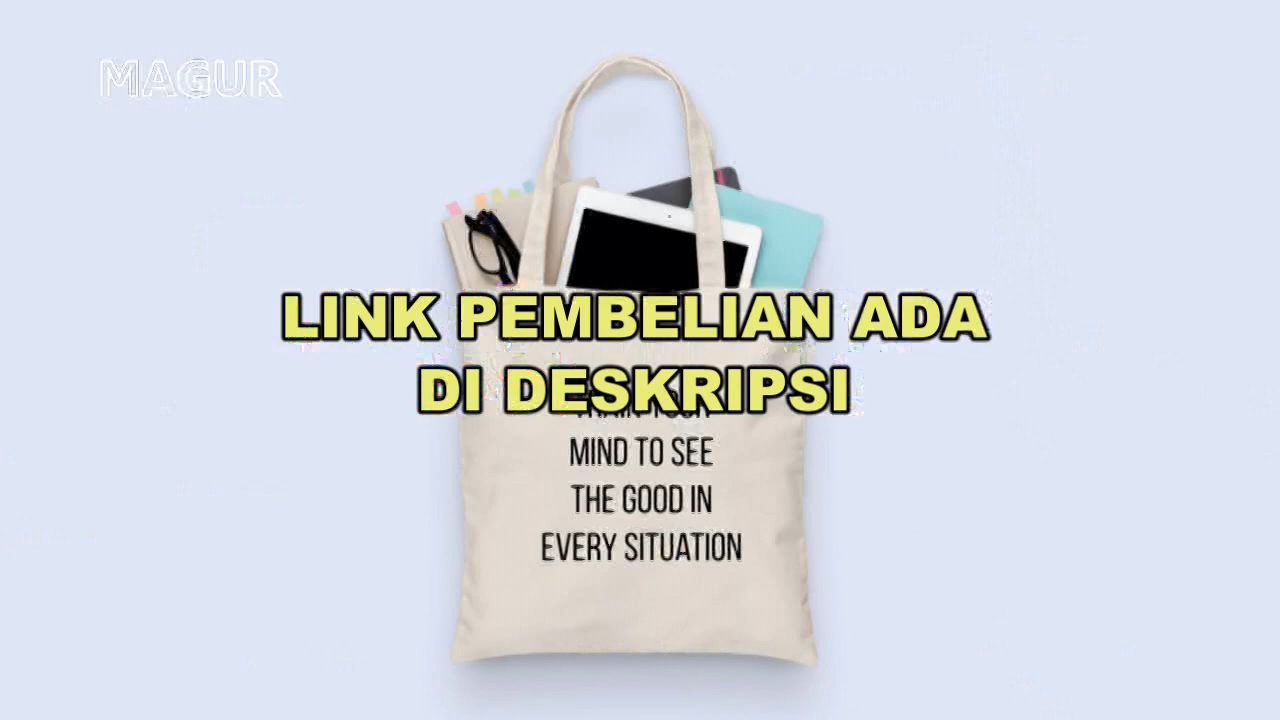 MAGUR
LINK PEMBELIAN ADA
DI DESKRIPSI
MIND TO SEE
THE GOOD IN
EVERY SITUATION